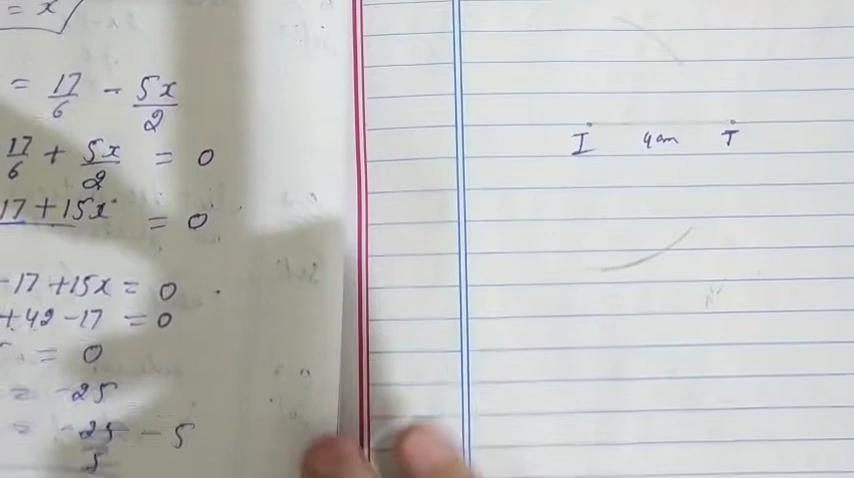 = x
= 17/6 - 5x/2
17/6 + 5x/2 = 0
17 + 15x = 0
- 17 + 15x = 0
+ 42 - 17 = 0
= 0
= -25
= -25/5 - 5
I 4cm T